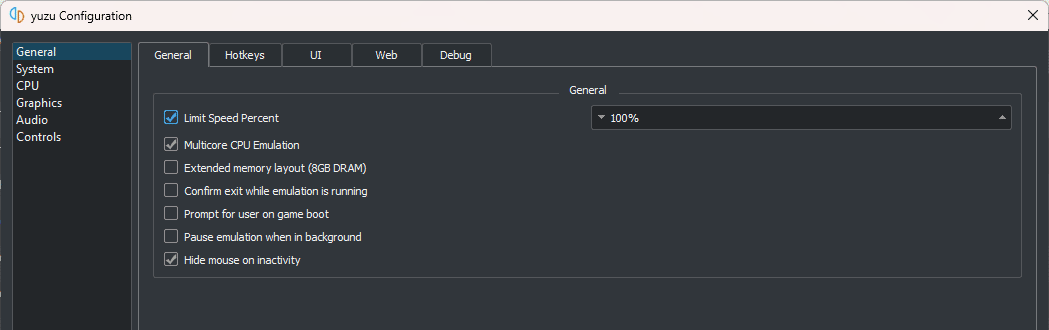 yuzu Configuration
General
System
CPU
Graphics
Audio
Controls
General Hotkeys UI Web Debug
General
Limit Speed Percent 100%
Multicore CPU Emulation
Extended memory layout (8GB DRAM)
Confirm exit while emulation is running
Prompt for user on game boot
Pause emulation when in background
Hide mouse on inactivity